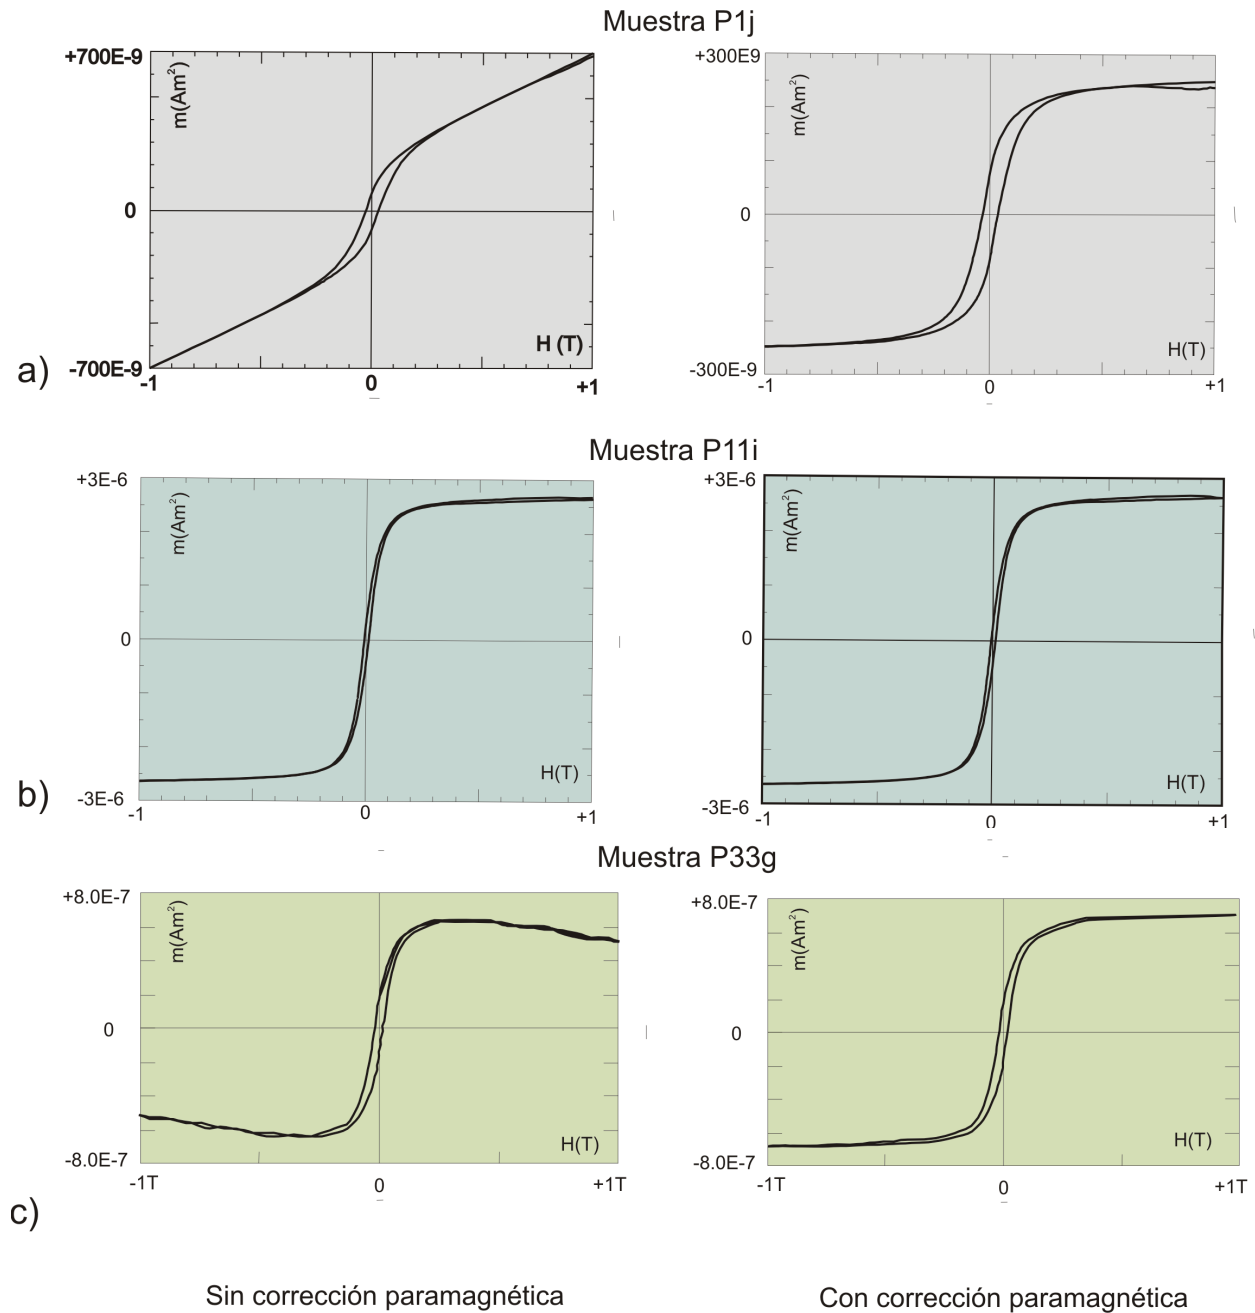 Muestra P1j
+700E-9
m(Am²)
0
H (T)
-700E-9
-1
0
+1
+300E9
m(Am²)
0
H(T)
-300E-9
-1
0
+1
a)
Muestra P11i
+3E-6
m(Am²)
0
H(T)
-3E-6
-1
0
+1
+3E-6
m(Am²)
0
H(T)
-3E-6
-1
0
+1
b)
Muestra P33g
+8.0E-7
m(Am²)
0
H(T)
-8.0E-7
-1T
0
+1T
+8.0E-7
m(Am²)
0
H(T)
-8.0E-7
-1T
0
+1T
c)
Sin corrección paramagnética
Con corrección paramagnética